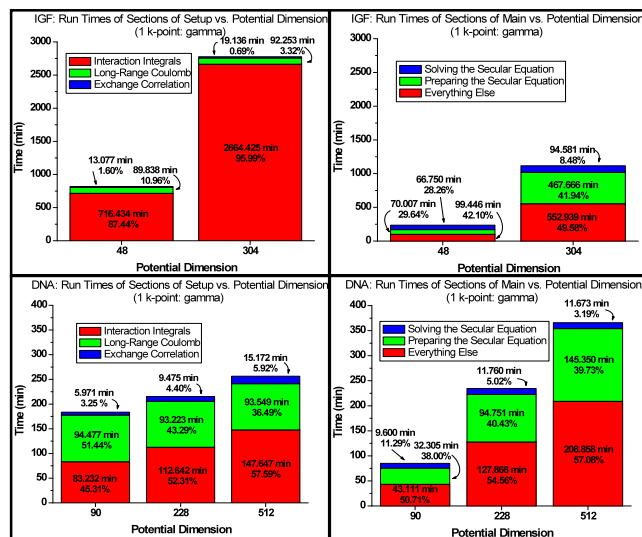 IGF: Run Times of Sections of Setup vs. Potential Dimension
(1 k-point: gamma)
3000
2500
2000
1500
1000
500
0
Time (min)
Interaction Integrals
Long-Range Coulomb
Exchange Correlation
19.136 min
0.69%
92.253 min
3.32%
13.077 min
1.60%
89.838 min
10.96%
716.434 min
87.44%
2664.425 min
95.99%
48
304
Potential Dimension
IGF: Run Times of Sections of Main vs. Potential Dimension
(1 k-point: gamma)
3000
2500
2000
1500
1000
500
0
Time (min)
Solving the Secular Equation
Preparing the Secular Equation
Everything Else
66.750 min
28.26%
70.007 min
29.64%
99.446 min
42.10%
94.581 min
8.48%
467.666 min
41.94%
552.939 min
49.58%
48
304
Potential Dimension
DNA: Run Times of Sections of Setup vs. Potential Dimension
(1 k-point: gamma)
400
350
300
250
200
150
100
50
0
Time (min)
Interaction Integrals
Long-Range Coulomb
Exchange Correlation
5.971 min
3.25 %
94.477 min
51.44%
83.232 min
45.31%
9.475 min
4.40%
93.223 min
43.29%
112.642 min
52.31%
15.172 min
5.92%
93.549 min
36.49%
147.647 min
57.59%
90
228
512
Potential Dimension
DNA: Run Times of Sections of Main vs. Potential Dimension
(1 k-point: gamma)
400
350
300
250
200
150
100
50
0
Time (min)
Solving the Secular Equation
Preparing the Secular Equation
Everything Else
9.600 min
11.29%
32.305 min
38.00%
43.111 min
50.71%
11.760 min
5.02%
94.751 min
40.43%
127.866 min
54.56%
11.673 min
3.19%
145.350 min
39.73%
208.858 min
57.08%
90
228
512
Potential Dimension